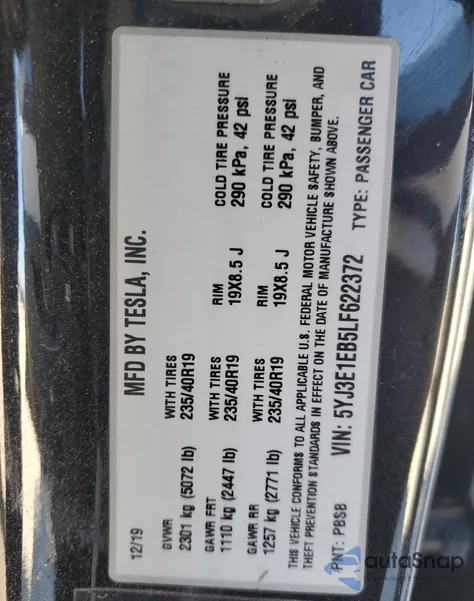 MFD BY TESLA, INC.
12/19
GVWR WITH TIRES
2301 kg (5072 lb) 235/40R19
GAWR FRT WITH TIRES RIM COLD TIRE PRESSURE
1110 kg (2447 lb) 235/40R19 19X8.5 J 290 kPa, 42 psi
GAWR RR WITH TIRES RIM COLD TIRE PRESSURE
1257 kg (2771 lb) 235/40R19 19X8.5 J 290 kPa, 42 psi
THIS VEHICLE CONFORMS TO ALL APPLICABLE U.S. FEDERAL MOTOR VEHICLE SAFETY, BUMPER, AND
THEFT PREVENTION STANDARDS IN EFFECT ON THE DATE OF MANUFACTURE SHOWN ABOVE.
PNT: PBSB VIN: 5YJ3E1EB5LF622372 TYPE: PASSENGER CAR
autaSnap